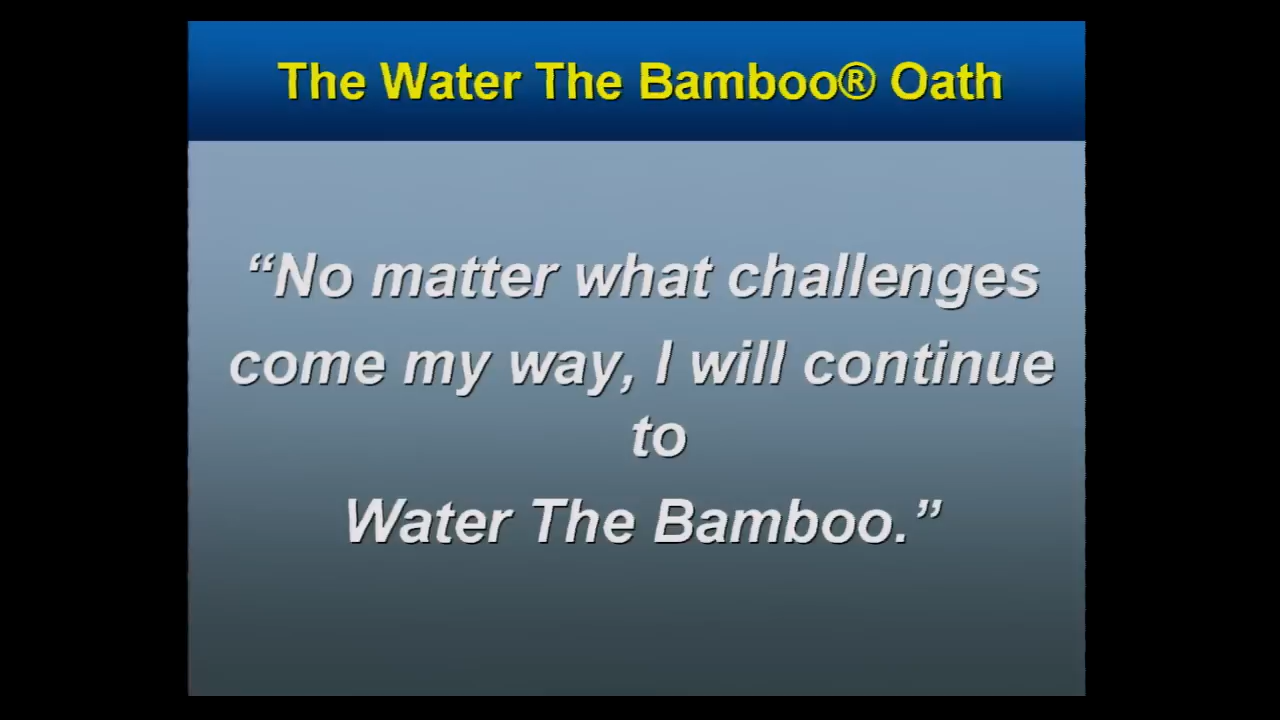 The Water The Bamboo® Oath
“No matter what challenges
come my way, I will continue
to
Water The Bamboo.”